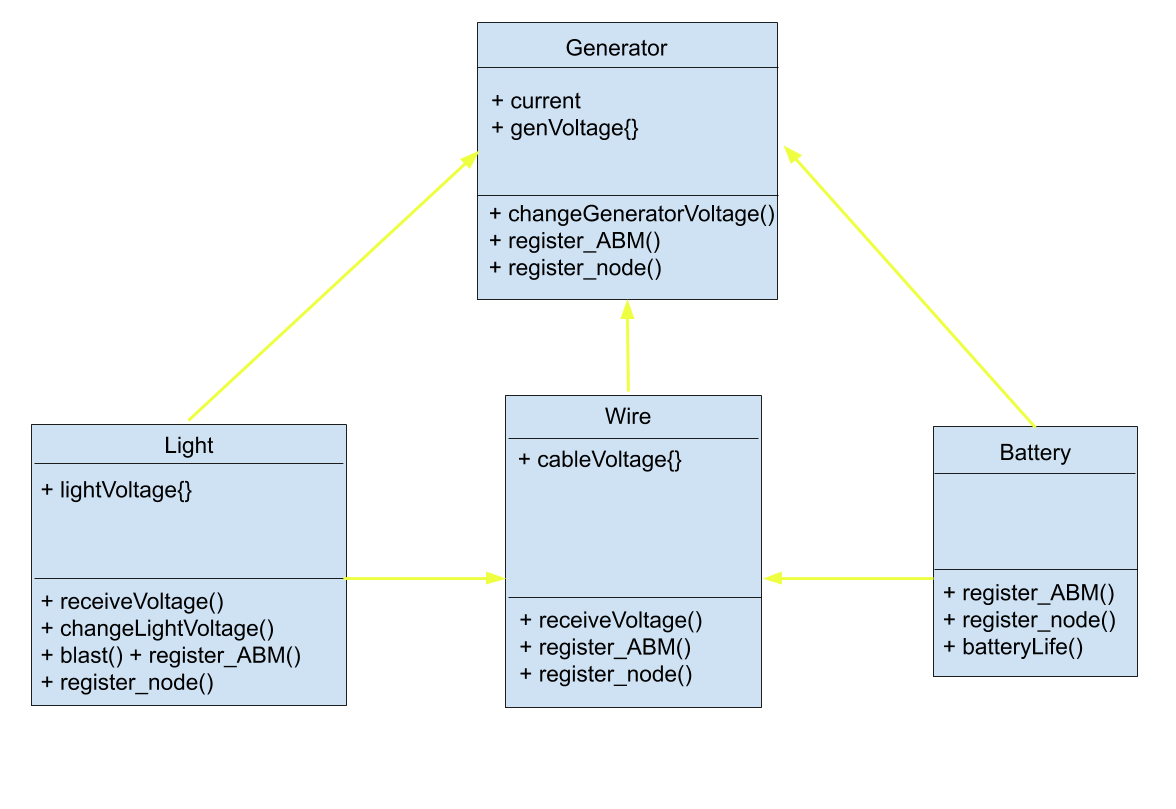 Generator
+ current
+ genVoltage{}
+ changeGeneratorVoltage()
+ register_ABM()
+ register_node()
Light
+ lightVoltage{}
+ receiveVoltage()
+ changeLightVoltage()
+ blast() + register_ABM()
+ register_node()
Wire
+ cableVoltage{}
+ receiveVoltage()
+ register_ABM()
+ register_node()
Battery
+ register_ABM()
+ register_node()
+ batteryLife()